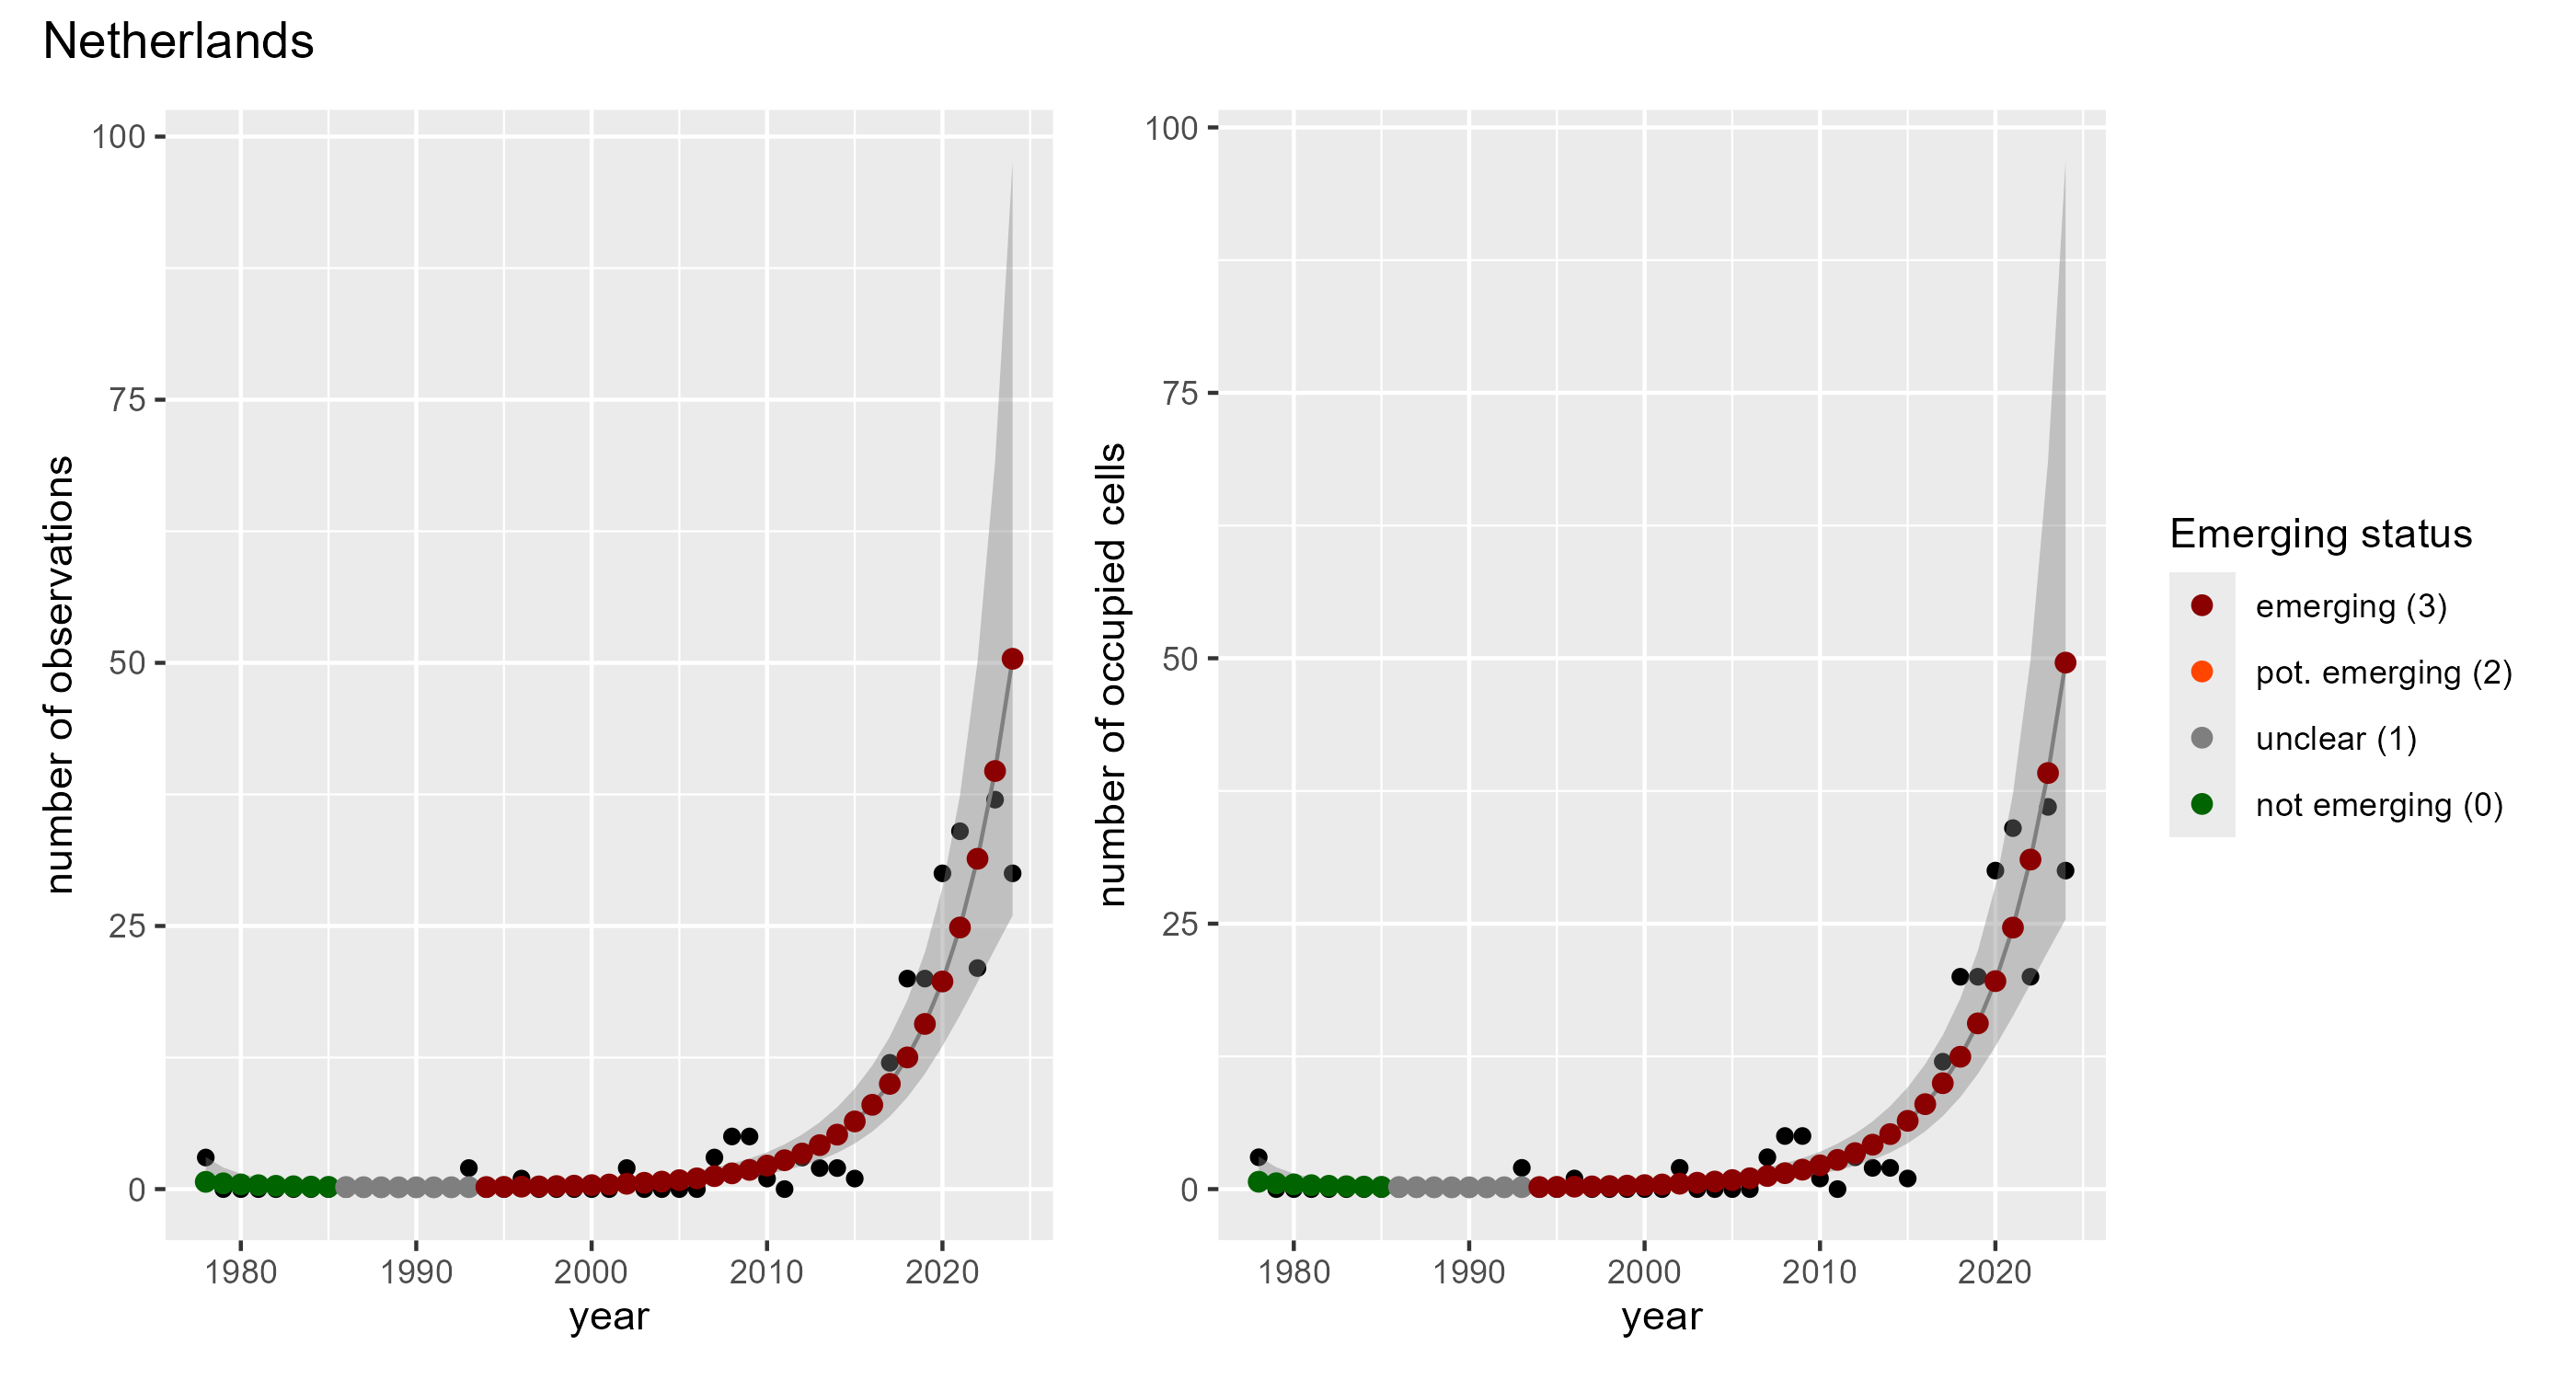 Netherlands
number of observations
100
75
50
25
0
1980 1990 2000 2010 2020
year
number of occupied cells
100
75
50
25
0
1980 1990 2000 2010 2020
year
Emerging status
emerging (3)
pot. emerging (2)
unclear (1)
not emerging (0)